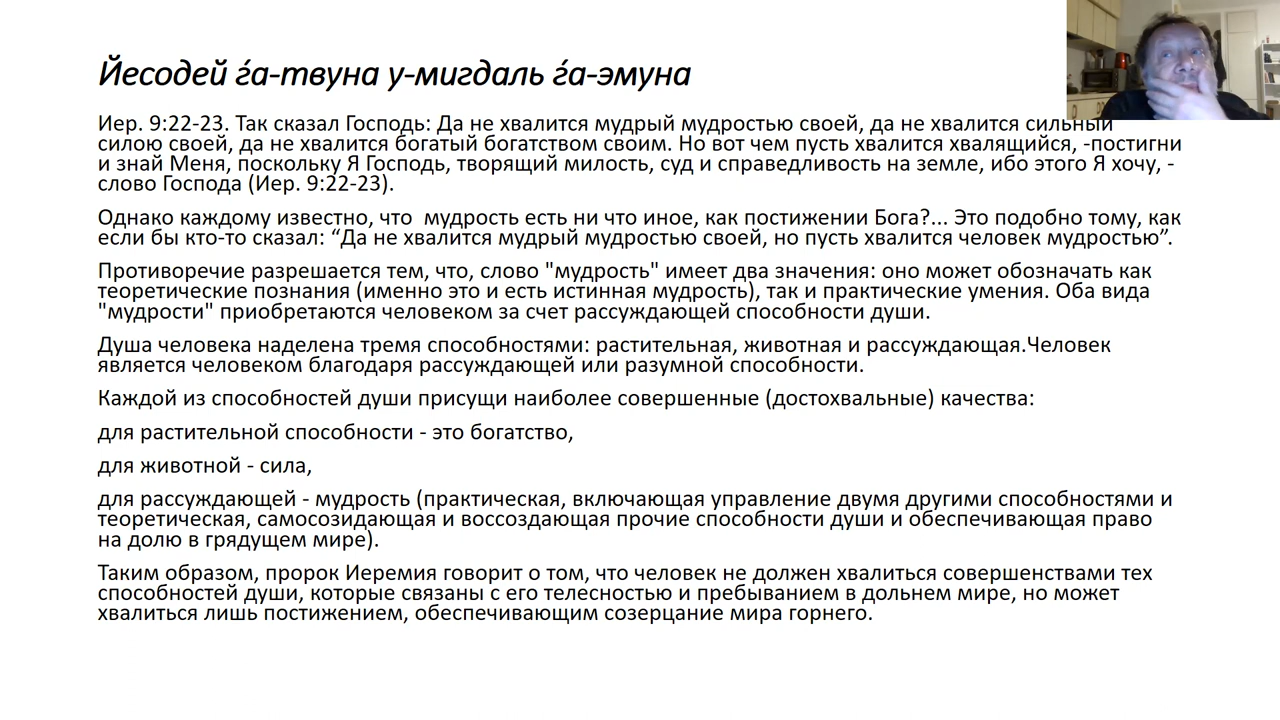 Йесодей ѓа-твуна у-мигдаль ѓа-эмуна
Иер. 9:22-23. Так сказал Господь: Да не хвалится мудрый мудростью своей, да не хвалится сильный
силою своей, да не хвалится богатый богатством своим. Но вот чем пусть хвалится хвалящийся, -постигни
и знай Меня, поскольку Я Господь, творящий милость, суд и справедливость на земле, ибо этого Я хочу, -
слово Господа (Иер. 9:22-23).
Однако каждому известно, что  мудрость есть ни что иное, как постижении Бога?... Это подобно тому, как
если бы кто-то сказал: “Да не хвалится мудрый мудростью своей, но пусть хвалится человек мудростью”.
Противоречие разрешается тем, что, слово "мудрость" имеет два значения: оно может обозначать как
теоретические познания (именно это и есть истинная мудрость), так и практические умения. Оба вида
"мудрости" приобретаются человеком за счет рассуждающей способности души.
Душа человека наделена тремя способностями: растительная, животная и рассуждающая.Человек
является человеком благодаря рассуждающей или разумной способности.
Каждой из способностей души присущи наиболее совершенные (достохвальные) качества:
для растительной способности - это богатство,
для животной - сила,
для рассуждающей - мудрость (практическая, включающая управление двумя другими способностями и
теоретическая, самосозидающая и воссоздающая прочие способности души и обеспечивающая право
на долю в грядущем мире).
Таким образом, пророк Иеремия говорит о том, что человек не должен хвалиться совершенствами тех
способностей души, которые связаны с его телесностью и пребыванием в дольнем мире, но может
хвалиться лишь постижением, обеспечивающим созерцание мира горнего.